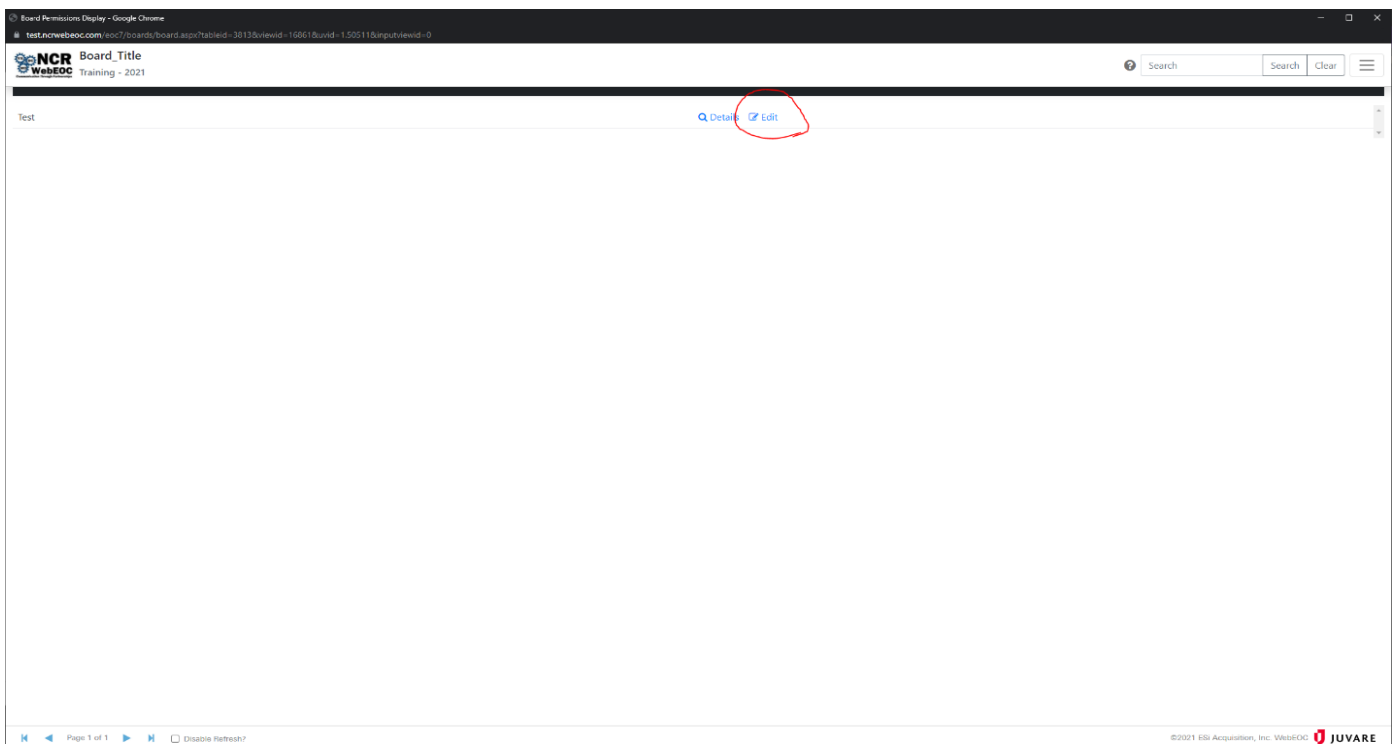 Board Permissions Display - Google Chrome
test.ncrwebeoc.com/eoc7/boards/board.aspx?tableid=3813&viewid=16861&uvid=1.50511&inputviewid=0
NCR WebEOC
Board_Title
Training - 2021
Search Search Clear
Test Details Edit
Page 1 of 1 Disable Refresh? ©2021 ESi Acquisition, Inc. WebEOC JUVARE